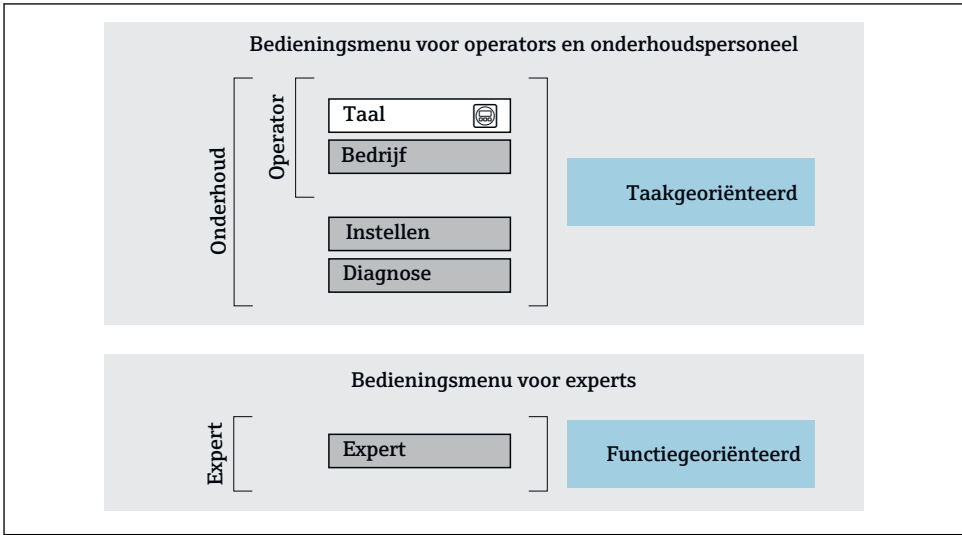 Bedieningsmenu voor operators en onderhoudspersoneel
Onderhoud
Operator
Taal
Bedrijf
Instellen
Diagnose
Taakgeoriënteerd
Bedieningsmenu voor experts
Expert
Expert
Functiegeoriënteerd